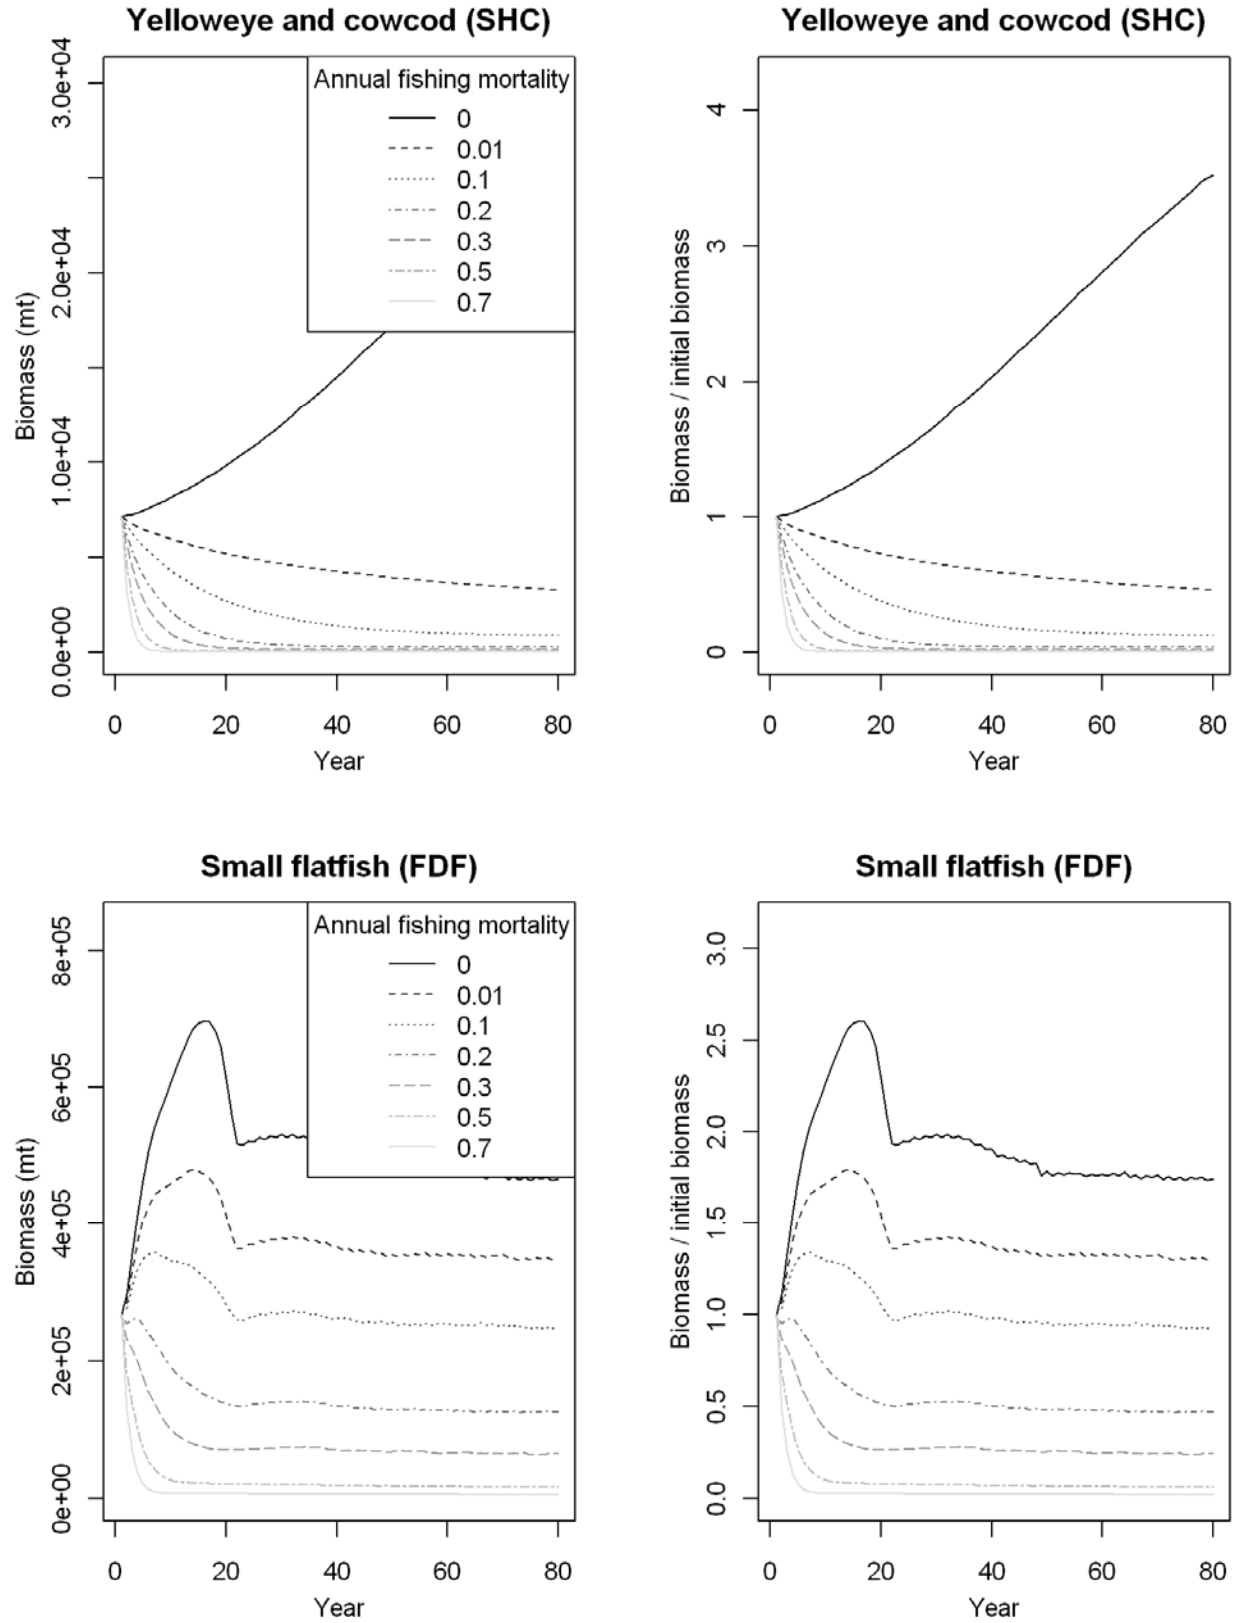 Yelloweye and cowcod (SHC)
Biomass (mt)
3.0e+04
2.0e+04
1.0e+04
0.0e+00
Annual fishing mortality
0
0.01
0.1
0.2
0.3
0.5
0.7
0 20 40 60 80
Year
Yelloweye and cowcod (SHC)
Biomass / initial biomass
4
3
2
1
0
0 20 40 60 80
Year
Small flatfish (FDF)
Biomass (mt)
8e+05
6e+05
4e+05
2e+05
0e+00
Annual fishing mortality
0
0.01
0.1
0.2
0.3
0.5
0.7
0 20 40 60 80
Year
Small flatfish (FDF)
Biomass / initial biomass
3.0
2.5
2.0
1.5
1.0
0.5
0.0
0 20 40 60 80
Year